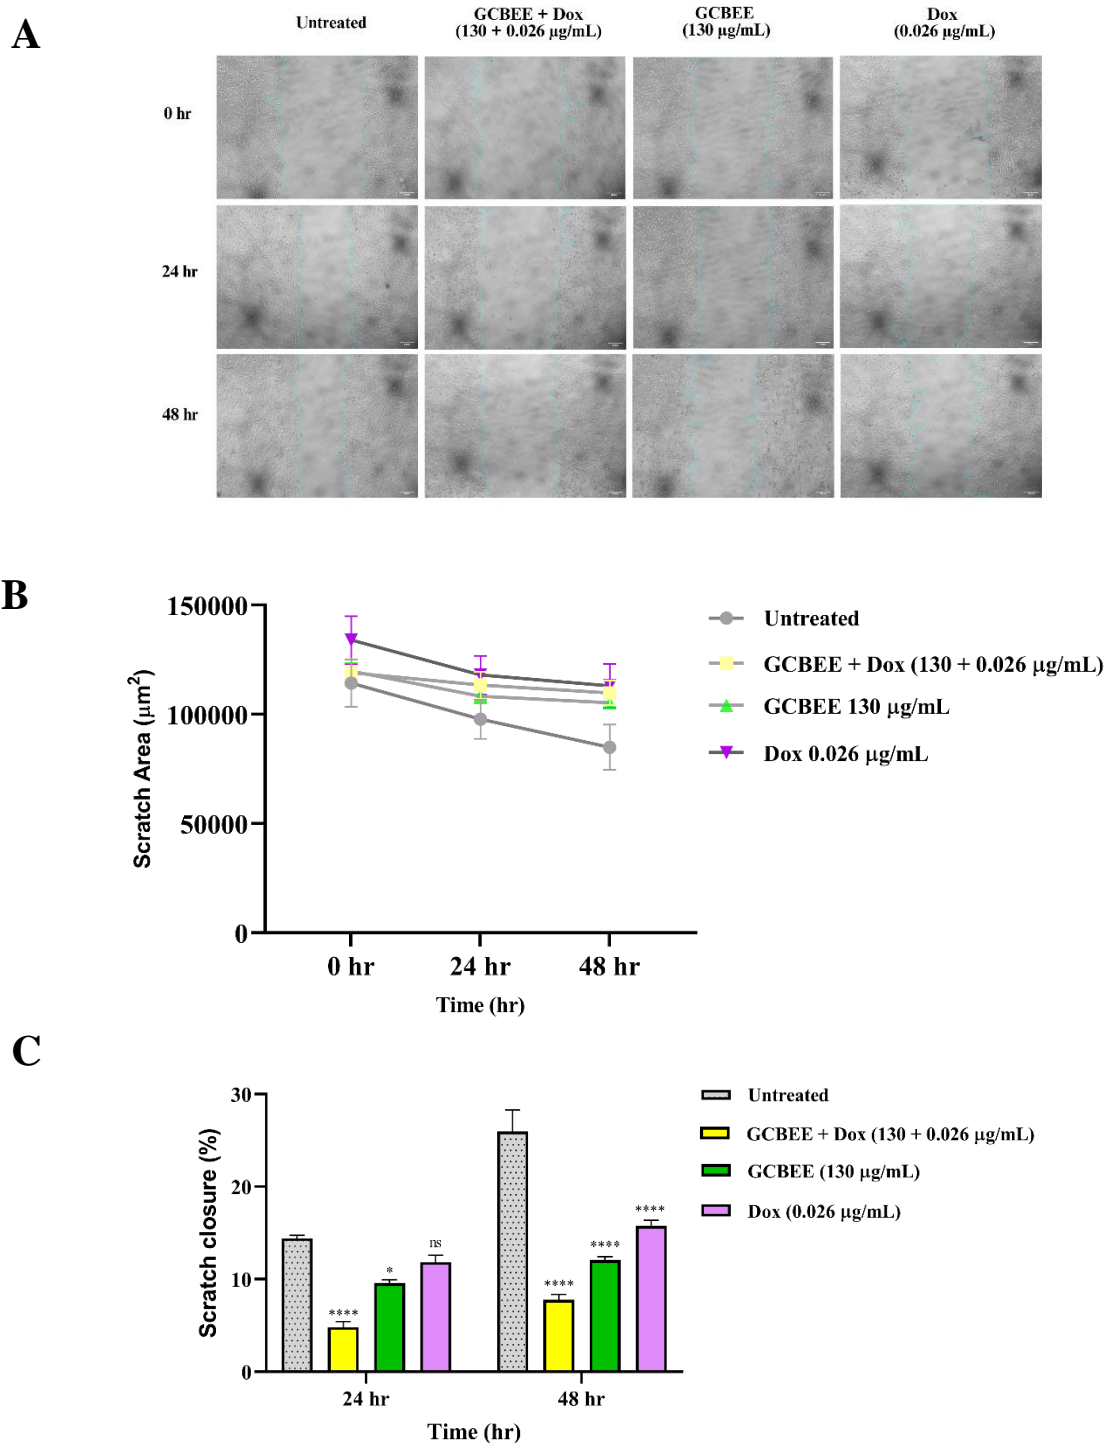 A
Untreated
GCBEE + Dox
(130 + 0.026 µg/mL)
GCBEE
(130 µg/mL)
Dox
(0.026 µg/mL)
0 hr
24 hr
48 hr
B
150000
100000
50000
0
Scratch Area (µm²)
0 hr
24 hr
48 hr
Time (hr)
Untreated
GCBEE + Dox (130 + 0.026 µg/mL)
GCBEE 130 µg/mL
Dox 0.026 µg/mL
C
30
20
10
0
Scratch closure (%)
****
*
ns
****
****
****
24 hr
48 hr
Time (hr)
Untreated
GCBEE + Dox (130 + 0.026 µg/mL)
GCBEE (130 µg/mL)
Dox (0.026 µg/mL)